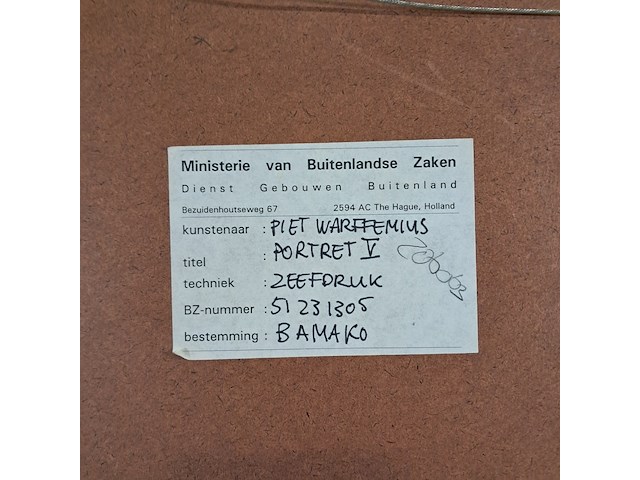 Ministerie van Buitenlandse Zaken
Dienst Gebouwen Buitenland
Bezuidenhoutseweg 67 2594 AC The Hague, Holland
kunstenaar : PIET WARFFEMIUS
titel : PORTRET V
techniek : ZEEFDRUK
BZ-nummer : 51231305
bestemming : BAMAKO